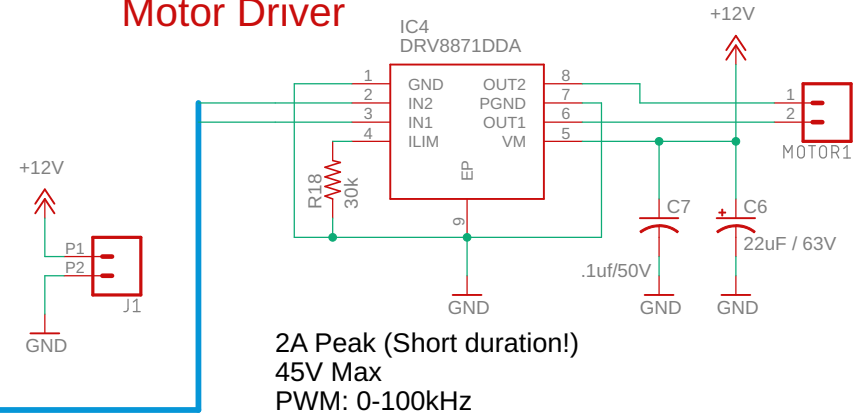 Motor Driver
+12V
IC4
DRV8871DDA
1 GND OUT2 8
2 IN2 PGND 7
3 IN1 OUT1 6
4 ILIM VM 5
EP
9
1
2
MOTOR1
R18
30k
+12V
P1
P2
J1
GND
C7
.1uf/50V
C6
22uF / 63V
GND
GND
GND
2A Peak (Short duration!)
45V Max
PWM: 0-100kHz